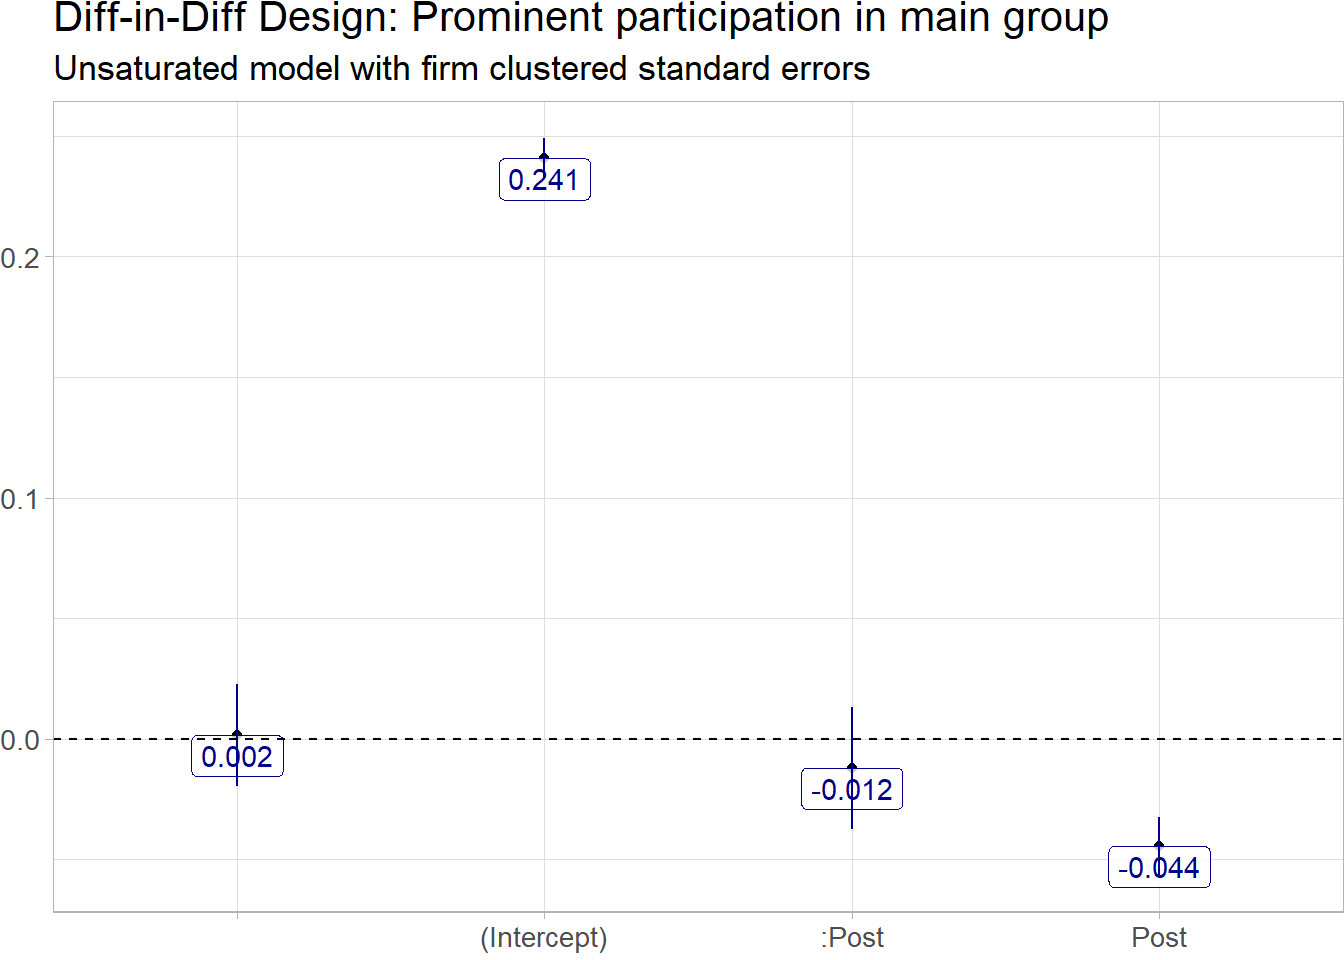 Diff-in-Diff Design: Prominent participation in main group
Unsaturated model with firm clustered standard errors
0.241
0.2
0.1
0.0
0.002
-0.012
-0.044
(Intercept)
:Post
Post